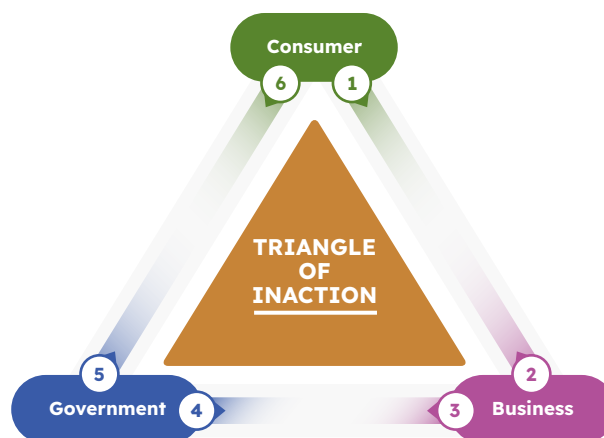 Consumer
6
1
TRIANGLE
OF
INACTION
5
2
Government
4
3
Business